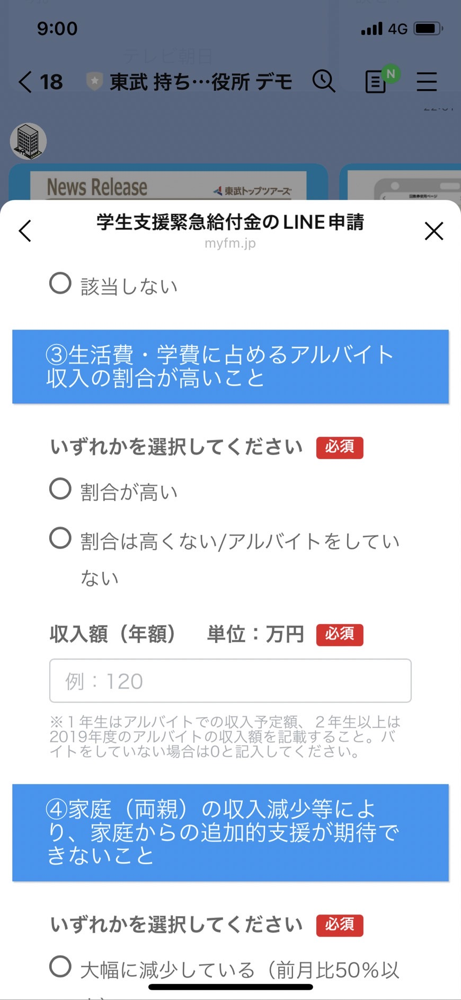 9:00
4G
テレビ朝日
18
東武 持ち…役所 デモ
N
News Release
東武トップツアーズ
回数券使用ページ
学生支援緊急給付金のLINE申請
myfm.jp
該当しない
③生活費・学費に占めるアルバイト
収入の割合が高いこと
いずれかを選択してください 必須
割合が高い
割合は高くない/アルバイトをしてい
ない
収入額（年額）　単位：万円 必須
例：120
※１年生はアルバイトでの収入予定額、２年生以上は
2019年度のアルバイトの収入額を記載すること。バ
イトをしていない場合は0と記入してください。
④家庭（両親）の収入減少等によ
り、家庭からの追加的支援が期待で
きないこと
いずれかを選択してください 必須
大幅に減少している（前月比50%以